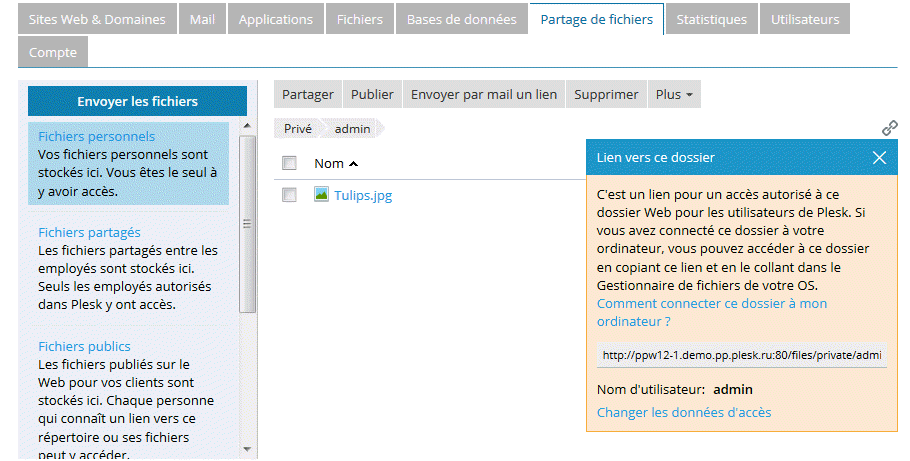 Sites Web & Domaines Mail Applications Fichiers Bases de données Partage de fichiers Statistiques Utilisateurs
Compte
Envoyer les fichiers
Fichiers personnels
Vos fichiers personnels sont
stockés ici. Vous êtes le seul à
y avoir accès.
Fichiers partagés
Les fichiers partagés entre les
employés sont stockés ici.
Seuls les employés autorisés
dans Plesk y ont accès.
Fichiers publics
Les fichiers publiés sur le
Web pour vos clients sont
stockés ici. Chaque personne
qui connaît un lien vers ce
répertoire ou ses fichiers
peut y accéder.
Partager Publier Envoyer par mail un lien Supprimer Plus
Privé admin
Nom
Tulips.jpg
Lien vers ce dossier
C'est un lien pour un accès autorisé à ce
dossier Web pour les utilisateurs de Plesk. Si
vous avez connecté ce dossier à votre
ordinateur, vous pouvez accéder à ce dossier
en copiant ce lien et en le collant dans le
Gestionnaire de fichiers de votre OS.
Comment connecter ce dossier à mon
ordinateur ?
http://ppw12-1.demo.pp.plesk.ru:80/files/private/admi
Nom d'utilisateur: admin
Changer les données d'accès